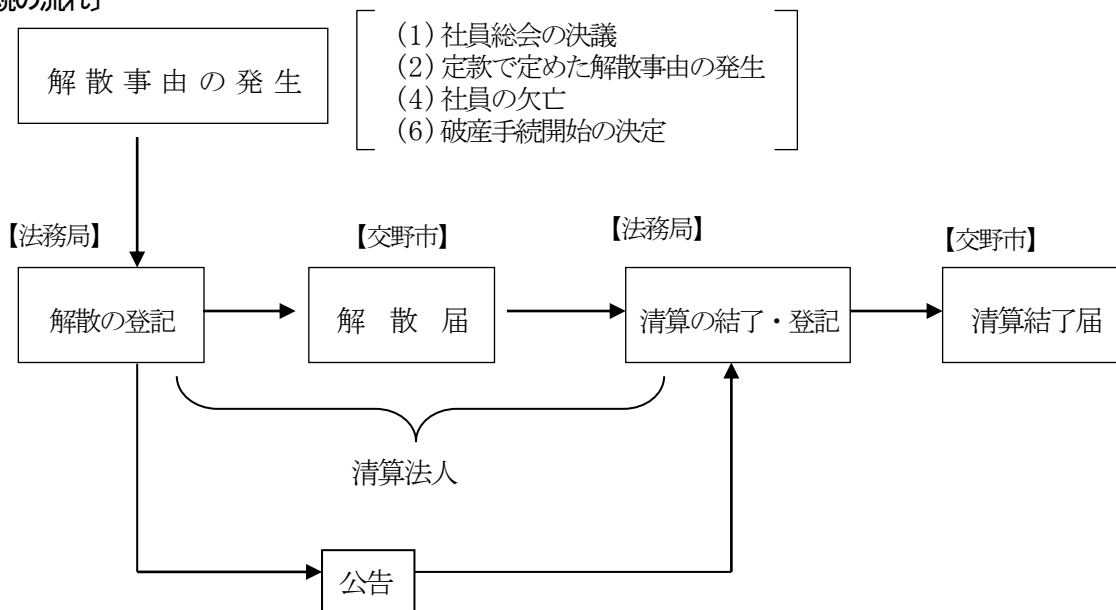 の流れ〕
解散事由の発生
(1) 社員総会の決議
(2) 定款で定めた解散事由の発生
(4) 社員の欠亡
(6) 破産手続開始の決定
【法務局】
【交野市】
【法務局】
【交野市】
解散の登記
解散届
清算の結了・登記
清算結了届
清算法人
公告